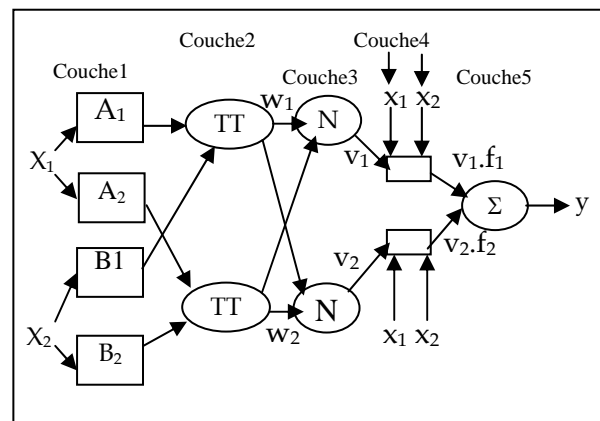 Couche1
Couche2
Couche3
Couche4
Couche5
X₁
X₂
A₁
A₂
B1
B₂
TT
TT
w₁
w₂
N
N
v₁
v₂
x₁ x₂
x₁ x₂
v₁.f₁
v₂.f₂
Σ
y